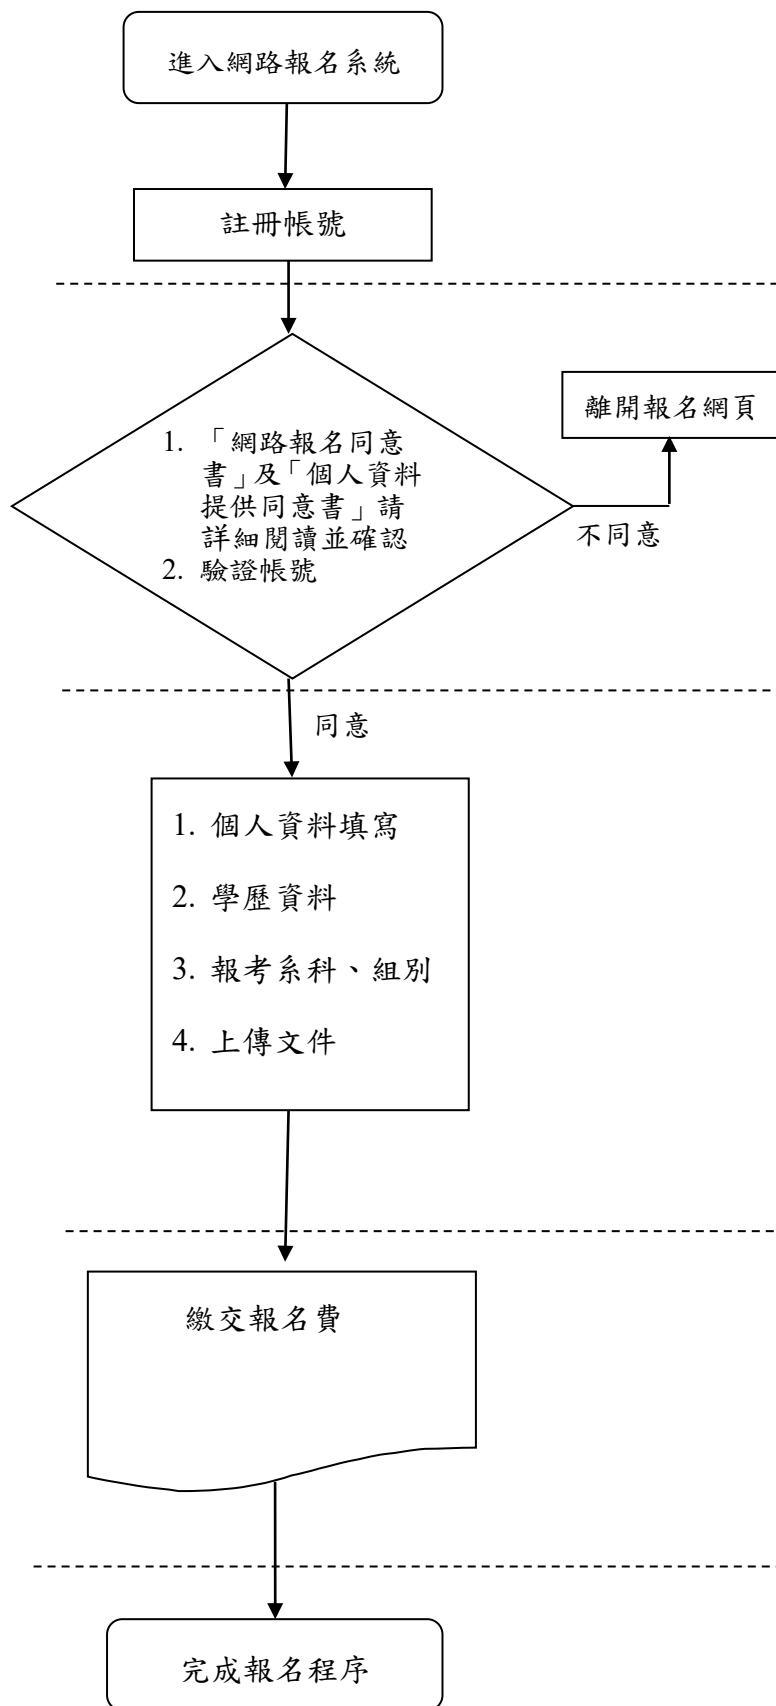 進入網路報名系統
註冊帳號
離開報名網頁
1. 「網路報名同意
書」及「個人資料
提供同意書」請
詳細閱讀並確認
2. 驗證帳號
不同意
同意
1. 個人資料填寫
2. 學歷資料
3. 報考系科、組別
4. 上傳文件
繳交報名費
完成報名程序